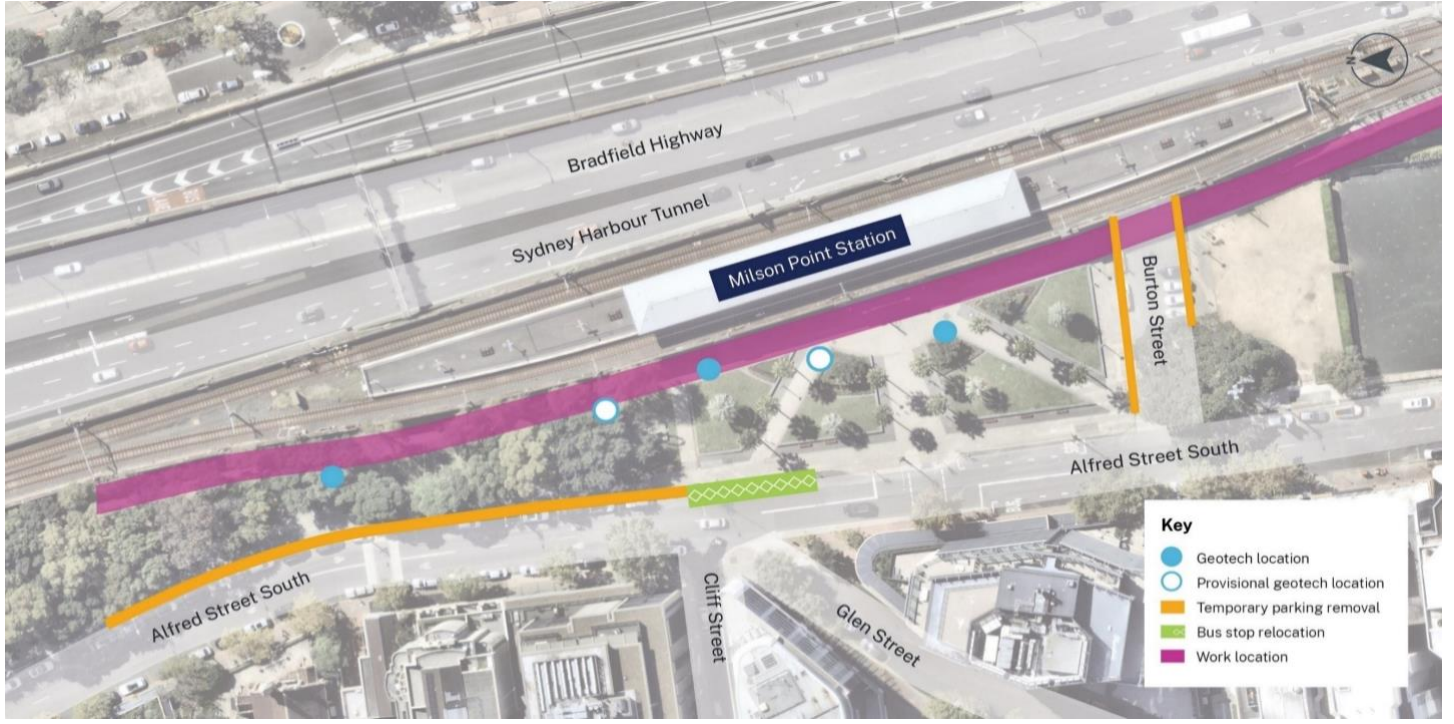 N
Bradfield Highway
Sydney Harbour Tunnel
Milson Point Station
Burton Street
Alfred Street South
Alfred Street South
Cliff Street
Glen Street
Key
Geotech location
Provisional geotech location
Temporary parking removal
Bus stop relocation
Work location